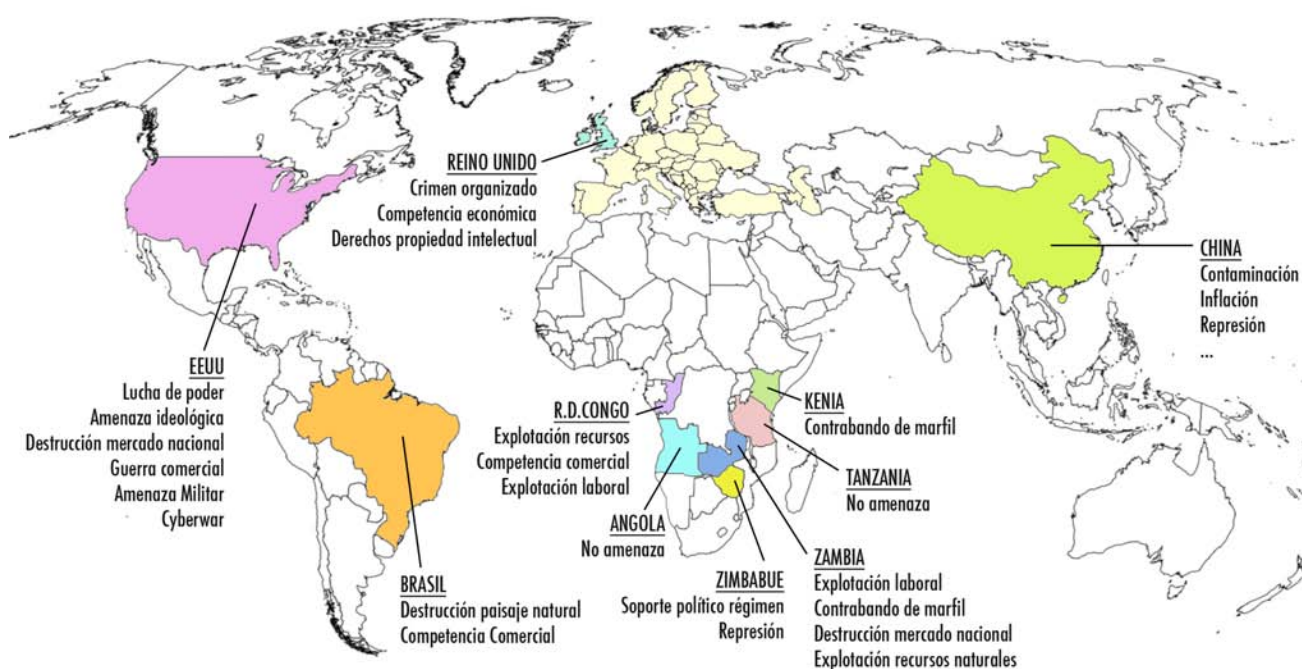 REINO UNIDO
Crimen organizado
Competencia económica
Derechos propiedad intelectual
CHINA
Contaminación
Inflación
Represión
...
EEUU
Lucha de poder
Amenaza ideológica
Destrucción mercado nacional
Guerra comercial
Amenaza Militar
Cyberwar
BRASIL
Destrucción paisaje natural
Competencia Comercial
R.D.CONGO
Explotación recursos
Competencia comercial
Explotación laboral
ANGOLA
No amenaza
KENIA
Contrabando de marfil
TANZANIA
No amenaza
ZIMBABUE
Soporte político régimen
Represión
ZAMBIA
Explotación laboral
Contrabando de marfil
Destrucción mercado nacional
Explotación recursos naturales